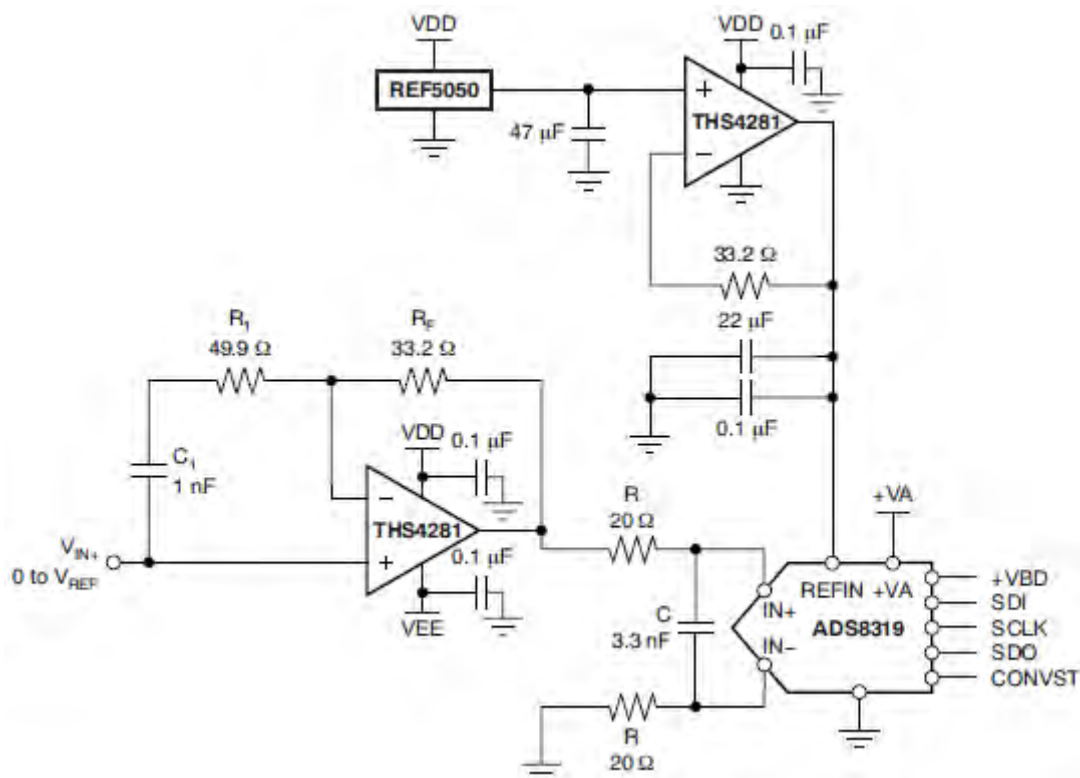 VDD
REF5050
47 µF
VDD
0.1 µF
+
THS4281
−
33.2 Ω
22 µF
0.1 µF
R1
49.9 Ω
RF
33.2 Ω
C1
1 nF
VDD
0.1 µF
−
THS4281
+
0.1 µF
VEE
VIN+
0 to VREF
R
20 Ω
C
3.3 nF
R
20 Ω
+VA
REFIN +VA
IN+
ADS8319
IN−
+VBD
SDI
SCLK
SDO
CONVST